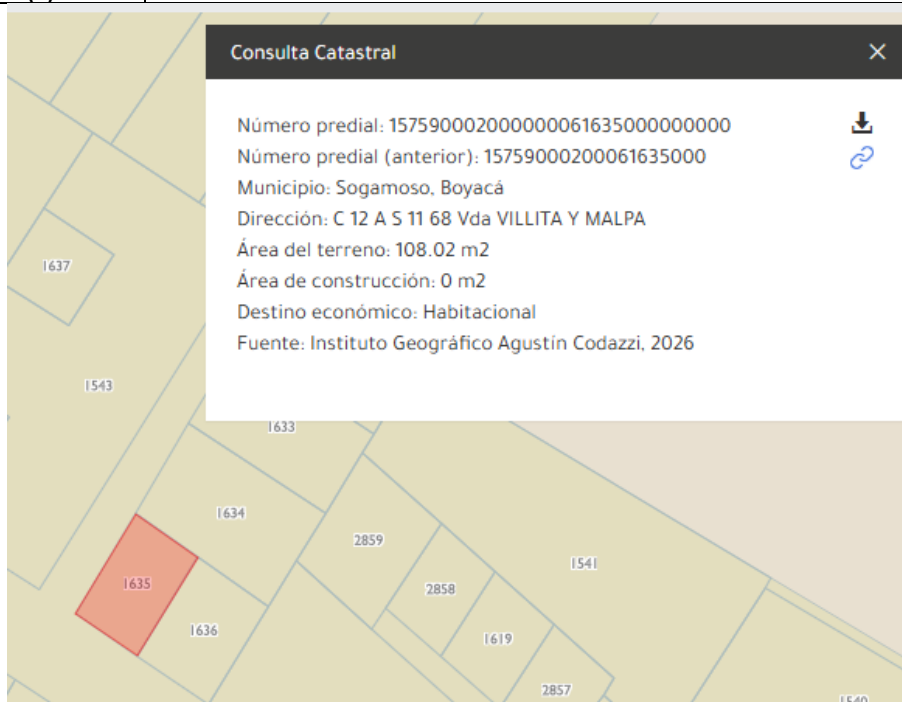 Consulta Catastral
Número predial: 157590002000000061635000000000
Número predial (anterior): 15759000200061635000
Municipio: Sogamoso, Boyacá
Dirección: C 12 A S 11 68 Vda VILLITA Y MALPA
Área del terreno: 108.02 m2
Área de construcción: 0 m2
Destino económico: Habitacional
Fuente: Instituto Geográfico Agustín Codazzi, 2026
1637
1543
1633
1634
2859
1541
1635
2858
1636
1619
2857
1540